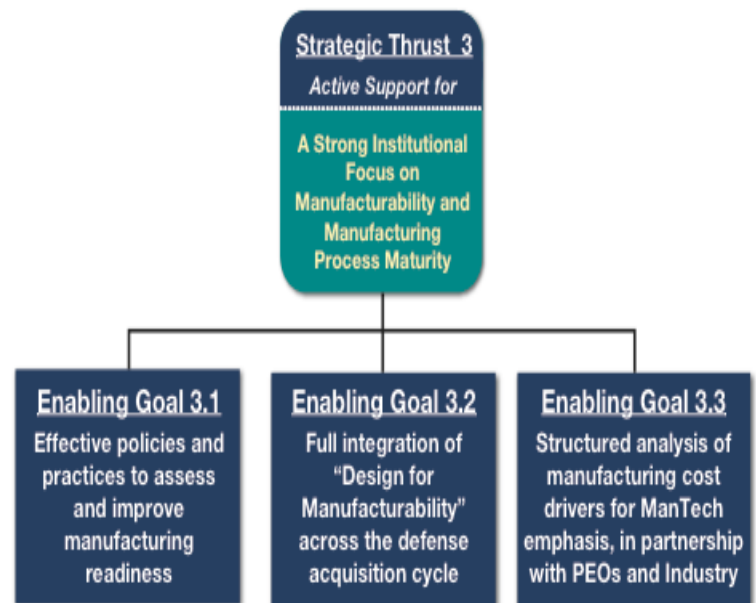 Strategic Thrust 3
Active Support for
A Strong Institutional
Focus on
Manufacturability and
Manufacturing
Process Maturity
Enabling Goal 3.1
Effective policies and
practices to assess
and improve
manufacturing
readiness
Enabling Goal 3.2
Full integration of
“Design for
Manufacturability”
across the defense
acquisition cycle
Enabling Goal 3.3
Structured analysis of
manufacturing cost
drivers for ManTech
emphasis, in partnership
with PEOs and Industry